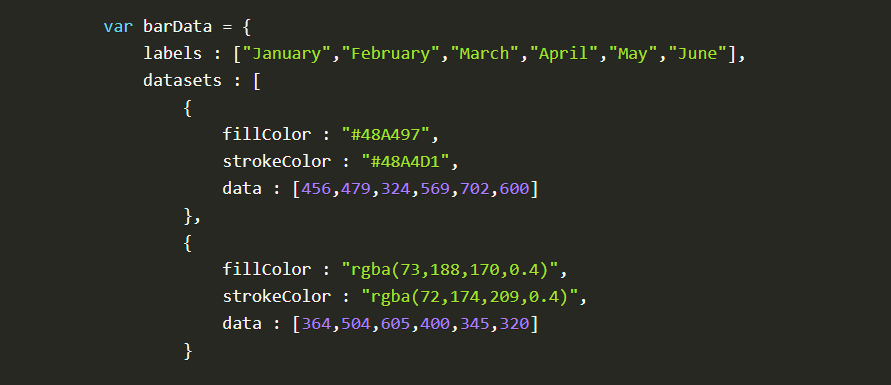 var barData = {
labels : ["January","February","March","April","May","June"],
datasets : [
{
fillColor : "#48A497",
strokeColor : "#48A4D1",
data : [456,479,324,569,702,600]
},
{
fillColor : "rgba(73,188,170,0.4)",
strokeColor : "rgba(72,174,209,0.4)",
data : [364,504,605,400,345,320]
}